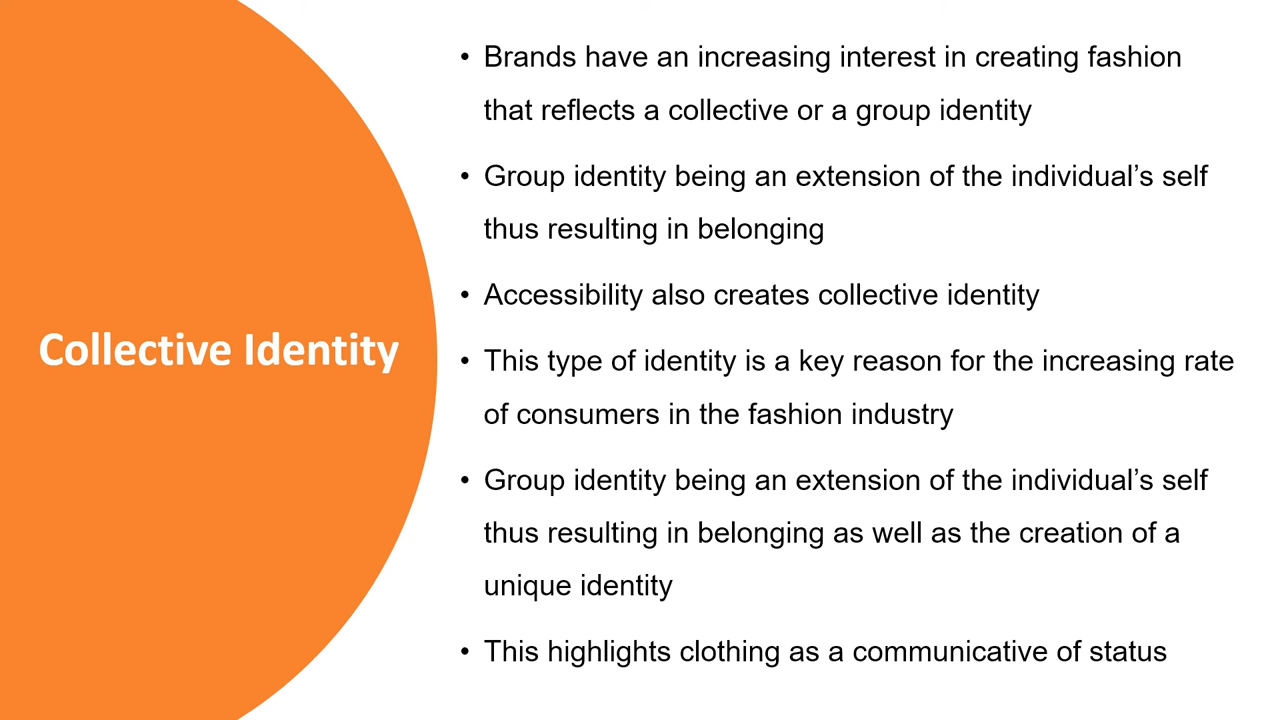 Collective Identity
• Brands have an increasing interest in creating fashion
that reflects a collective or a group identity
• Group identity being an extension of the individual’s self
thus resulting in belonging
• Accessibility also creates collective identity
• This type of identity is a key reason for the increasing rate
of consumers in the fashion industry
• Group identity being an extension of the individual’s self
thus resulting in belonging as well as the creation of a
unique identity
• This highlights clothing as a communicative of status